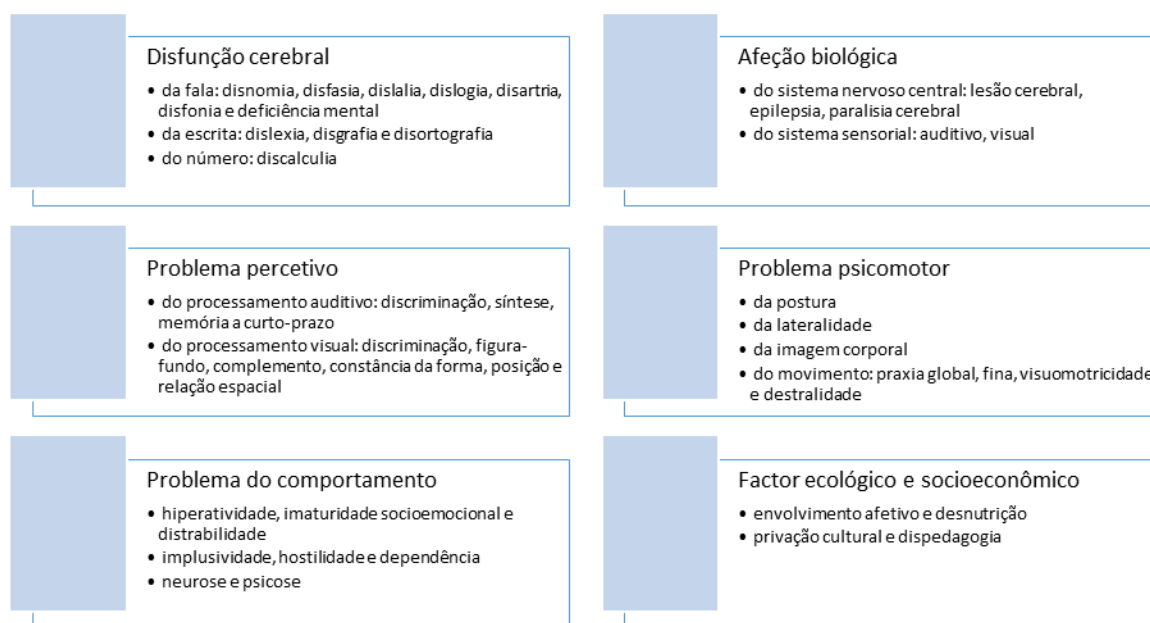 Disfunção cerebral
• da fala: disnomia, disfasia, dislalia, dislogia, disartria,
disfonia e deficiência mental
• da escrita: dislexia, disgrafia e disortografia
• do número: discalculia
Afeção biológica
• do sistema nervoso central: lesão cerebral,
epilepsia, paralisia cerebral
• do sistema sensorial: auditivo, visual
Problema percetivo
• do processamento auditivo: discriminação, síntese,
memória a curto-prazo
• do processamento visual: discriminação, figura-
fundo, complemento, constância da forma, posição e
relação espacial
Problema psicomotor
• da postura
• da lateralidade
• da imagem corporal
• do movimento: praxia global, fina, visuomotricidade
e destralidade
Problema do comportamento
• hiperatividade, imaturidade socioemocional e
distrabilidade
• implusividade, hostilidade e dependência
• neurose e psicose
Factor ecológico e socioeconômico
• envolvimento afetivo e desnutrição
• privação cultural e dispedagogia